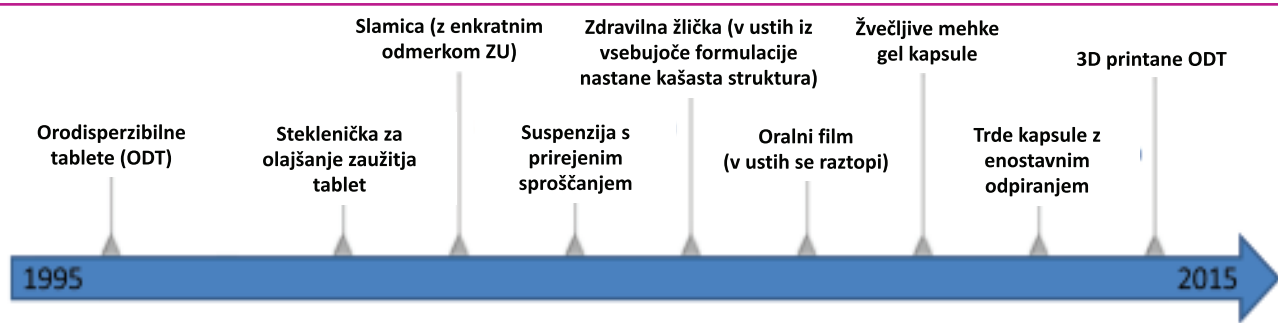 Orodisperzibilne
tablete (ODT)
Steklenička za
olajšanje zaužitja
tablet
Slamica (z enkratnim
odmerkom ZU)
Suspenzija s
prirejenim
sproščanjem
Zdravilna žlička (v ustih iz
vsebujoče formulacije
nastane kašasta struktura)
Oralni film
(v ustih se raztopi)
Žvečljive mehke
gel kapsule
Trde kapsule z
enostavnim
odpiranjem
3D printane ODT
1995
2015